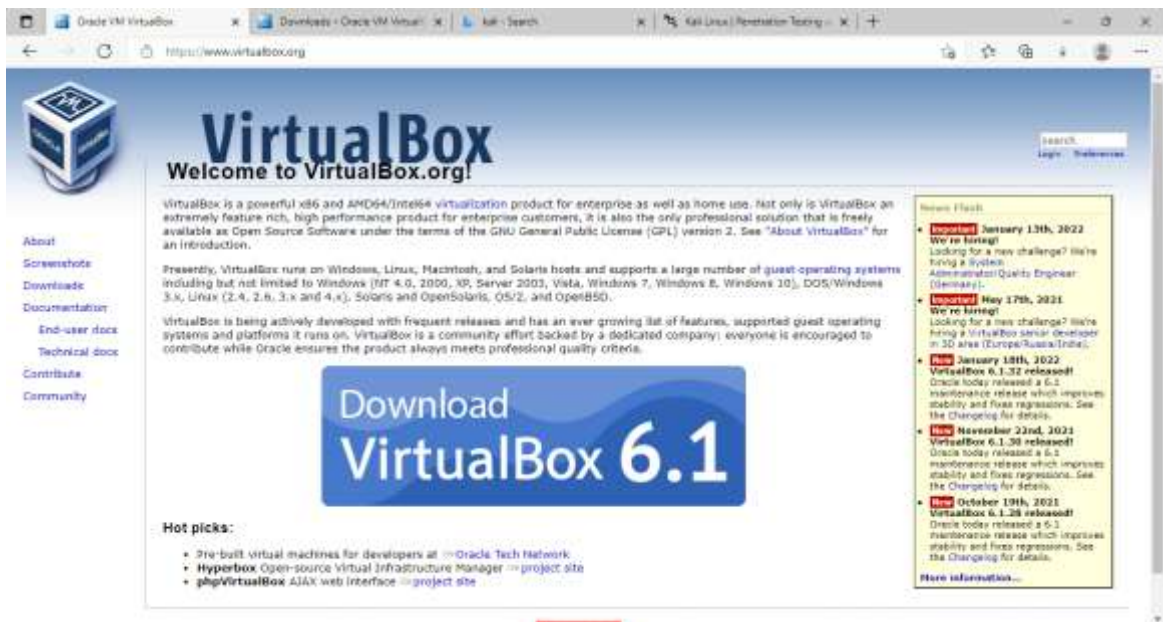 Oracle VM VirtualBox
Downloads - Oracle VM Virtual
kali - Search
Kali Linux | Penetration Testing
https://www.virtualbox.org
VirtualBox
search
Login Preferences
Welcome to VirtualBox.org!
About
Screenshots
Downloads
Documentation
End-user docs
Technical docs
Contribute
Community
VirtualBox is a powerful x86 and AMD64/Intel64 virtualization product for enterprise as well as home use. Not only is VirtualBox an
extremely feature rich, high performance product for enterprise customers, it is also the only professional solution that is freely
available as Open Source Software under the terms of the GNU General Public License (GPL) version 2. See "About VirtualBox" for
an introduction.
Presently, VirtualBox runs on Windows, Linux, Macintosh, and Solaris hosts and supports a large number of guest operating systems
including but not limited to Windows (NT 4.0, 2000, XP, Server 2003, Vista, Windows 7, Windows 8, Windows 10), DOS/Windows
3.x, Linux (2.4, 2.6, 3.x and 4.x), Solaris and OpenSolaris, OS/2, and OpenBSD.
VirtualBox is being actively developed with frequent releases and has an ever growing list of features, supported guest operating
systems and platforms it runs on. VirtualBox is a community effort backed by a dedicated company: everyone is encouraged to
contribute while Oracle ensures the product always meets professional quality criteria.
Download
VirtualBox 6.1
Hot picks:
Pre-built virtual machines for developers at Oracle Tech Network
Hyperbox Open-source Virtual Infrastructure Manager project site
phpVirtualBox AJAX web interface project site
News Flash
Important January 13th, 2022
We're hiring!
Looking for a new challenge? We're
hiring a System
Administrator/Quality Engineer
(Germany).
Important May 17th, 2021
We're hiring!
Looking for a new challenge? We're
hiring a VirtualBox senior developer
in 3D area (Europe/Russia/India).
New January 18th, 2022
VirtualBox 6.1.32 released!
Oracle today released a 6.1
maintenance release which improves
stability and fixes regressions. See
the Changelog for details.
New November 22nd, 2021
VirtualBox 6.1.30 released!
Oracle today released a 6.1
maintenance release which improves
stability and fixes regressions. See
the Changelog for details.
New October 19th, 2021
VirtualBox 6.1.28 released!
Oracle today released a 6.1
maintenance release which improves
stability and fixes regressions. See
the Changelog for details.
More information...